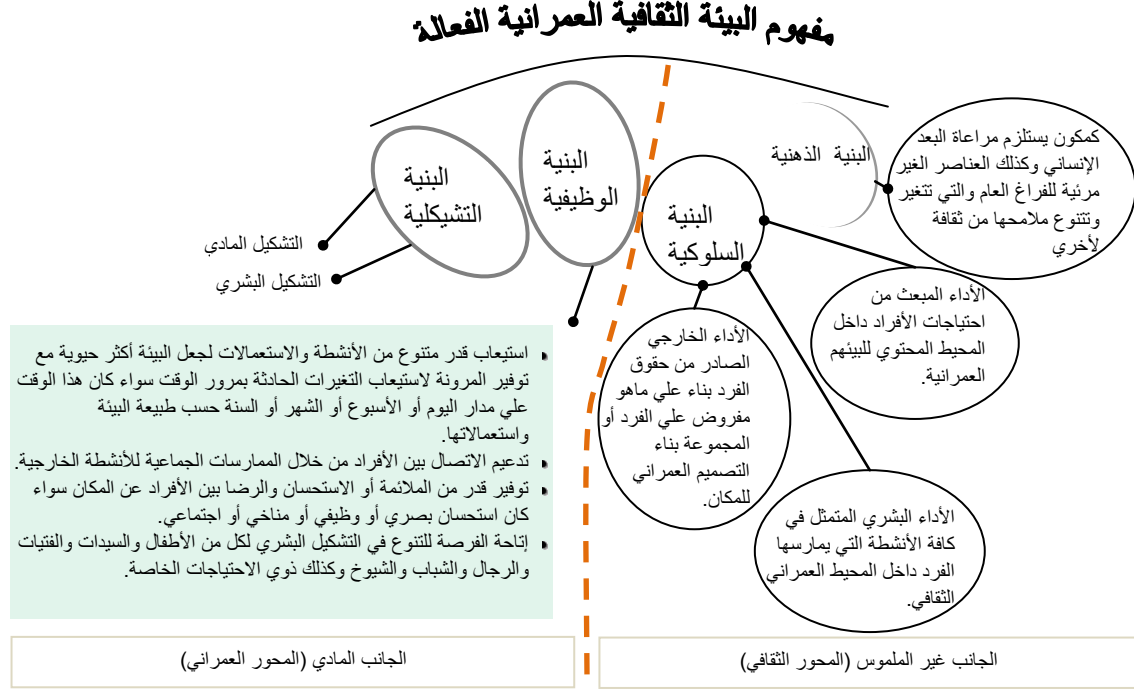 مفهوم البيئة الثقافية العمرانية الفعالة
كمكون يستلزم مراعاة البعد
الإنساني وكذلك العناصر الغير
مرئية للفراغ العام والتي تتغير
وتتنوع ملامحها من ثقافة
لأخري
البنية الذهنية
البنية
السلوكية
البنية
الوظيفية
البنية
التشيكلية
التشكيل المادي
التشكيل البشري
الأداء المبعث من
احتياجات الأفراد داخل
المحيط المحتوي للبيئهم
العمرانية.
الأداء الخارجي
الصادر من حقوق
الفرد بناء علي ماهو
مفروض علي الفرد أو
المجموعة بناء
التصميم العمراني
للمكان.
الأداء البشري المتمثل في
كافة الأنشطة التي يمارسها
الفرد داخل المحيط العمراني
الثقافي.
استيعاب قدر متنوع من الأنشطة والاستعمالات لجعل البيئة أكثر حيوية مع
توفير المرونة لاستيعاب التغيرات الحادثة بمرور الوقت سواء كان هذا الوقت
علي مدار اليوم أو الأسبوع أو الشهر أو السنة حسب طبيعة البيئة
واستعمالاتها.
تدعيم الاتصال بين الأفراد من خلال الممارسات الجماعية للأنشطة الخارجية.
توفير قدر من الملائمة أو الاستحسان والرضا بين الأفراد عن المكان سواء
كان استحسان بصري أو وظيفي أو مناخي أو اجتماعي.
إتاحة الفرصة للتنوع في التشكيل البشري لكل من الأطفال والسيدات والفتيات
والرجال والشباب والشيوخ وكذلك ذوي الاحتياجات الخاصة.
الجانب غير الملموس (المحور الثقافي)
الجانب المادي (المحور العمراني)